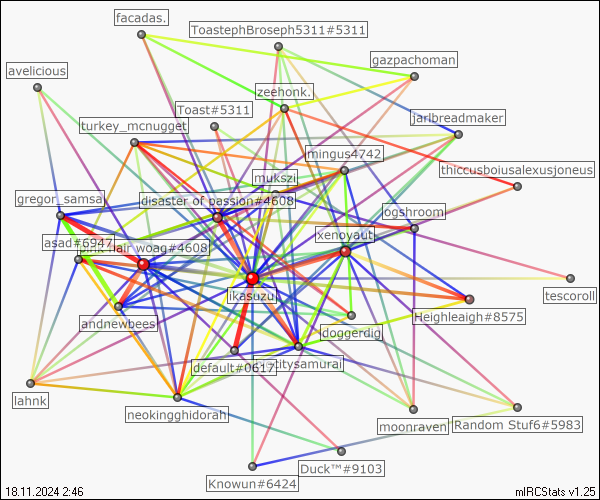 facadas.
ToastephBroseph5311#5311
gazpachoman
avelicious
zeehonk.
Toast#5311
jarlbreadmaker
turkey_mcnugget
mingus4742
thiccusboiusalexusjoneus
mukszi
gregor_samsa
disaster of passion#4608
ogshroom
xenoyaut
asad#6947
hair woag#4608
ikasuzu
tescoroll
Heighleaigh#8575
andnewbees
doggerdig
default#0617
itysamurai
lahnk
neokingghidorah
moonraven
Random Stuf6#5983
Duck™#9103
Knowun#6424
18.11.2024 2:46
mIRCStats v1.25